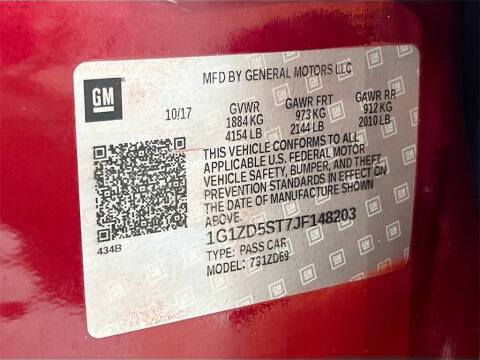 MFD BY GENERAL MOTORS LLC
GM
10/17 GVWR GAWR FRT GAWR RR
1884 KG 973 KG 912 KG
4154 LB 2144 LB 2010 LB
THIS VEHICLE CONFORMS TO ALL
APPLICABLE U.S. FEDERAL MOTOR
VEHICLE SAFETY, BUMPER, AND THEFT
PREVENTION STANDARDS IN EFFECT ON
THE DATE OF MANUFACTURE SHOWN
ABOVE.
434B
1G1ZD5ST7JF148203
TYPE: PASS CAR
MODEL: 731ZD69